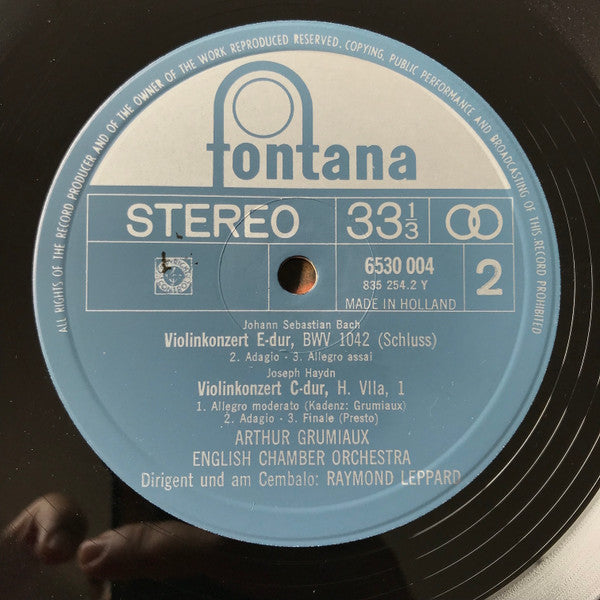 ALL RIGHTS OF THE RECORD PRODUCER AND OF THE OWNER OF THE WORK REPRODUCED RESERVED. COPYING, PUBLIC PERFORMANCE AND BROADCASTING OF THIS RECORD PROHIBITED
fontana
STEREO 33 1/3
6530 004
835 254.2 Y
MADE IN HOLLAND
2
Johann Sebastian Bach
Violinkonzert E-dur, BWV 1042 (Schluss)
2. Adagio · 3. Allegro assai
Joseph Haydn
Violinkonzert C-dur, H. VIIa, 1
1. Allegro moderato (Kadenz: Grumiaux)
2. Adagio · 3. Finale (Presto)
ARTHUR GRUMIAUX
ENGLISH CHAMBER ORCHESTRA
Dirigent und am Cembalo: RAYMOND LEPPARD